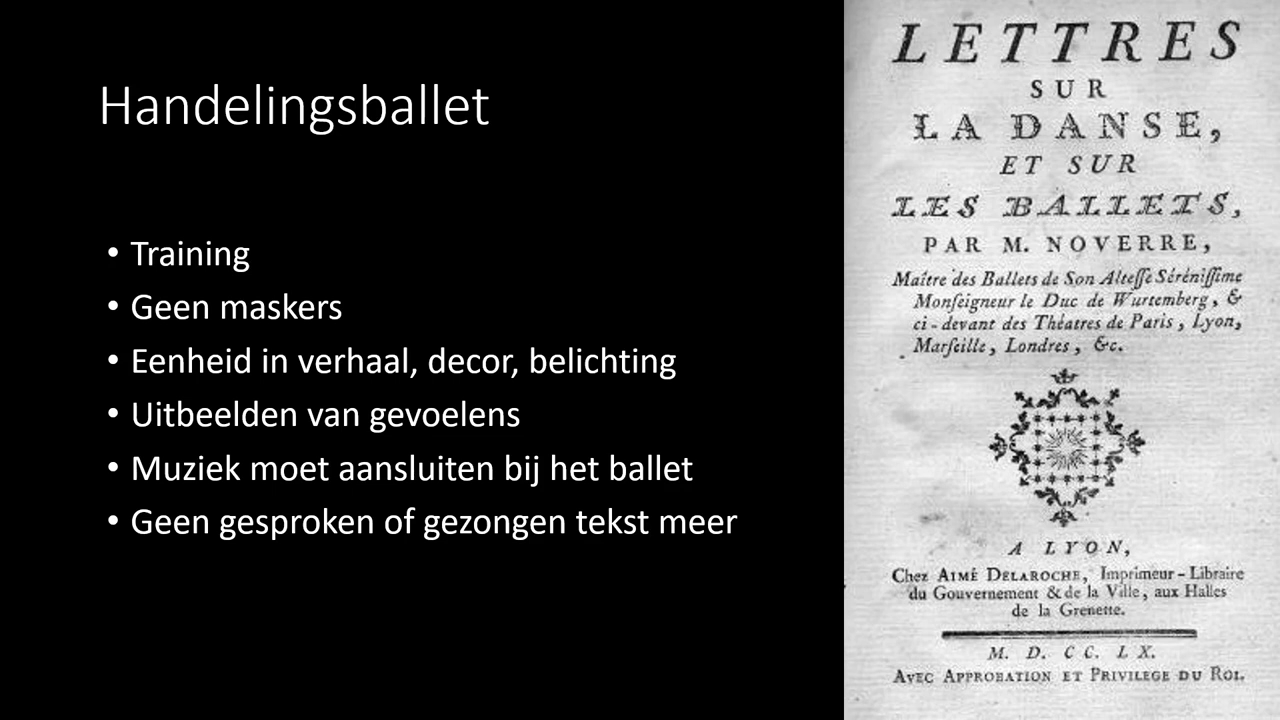 Handelingsballet
• Training
• Geen maskers
• Eenheid in verhaal, decor, belichting
• Uitbeelden van gevoelens
• Muziek moet aansluiten bij het ballet
• Geen gesproken of gezongen tekst meer
LETTRES
SUR
LA DANSE,
ET SUR
LES BALLETS,
PAR M. NOVERRE,
Maître des Ballets de Son Alteſſe Séréniſſime
Monſeigneur le Duc de Wurtemberg, &
ci-devant des Théatres de Paris, Lyon,
Marſeille, Londres, &c.
A LYON,
Chez AIMÉ DELAROCHE, Imprimeur-Libraire
du Gouvernement & de la Ville, aux Halles
de la Grenette.
M. D. CC. LX.
AVEC APPROBATION ET PRIVILEGE DU ROI.